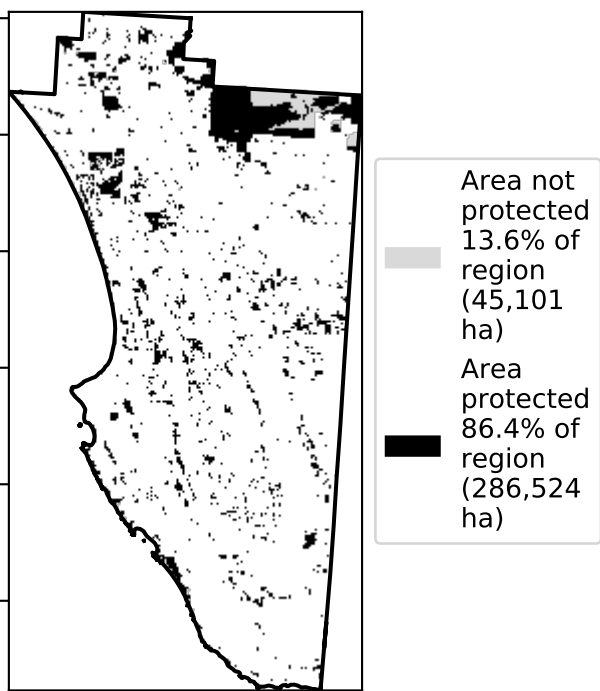 Area not
protected
13.6% of
region
(45,101
ha)
Area
protected
86.4% of
region
(286,524
ha)